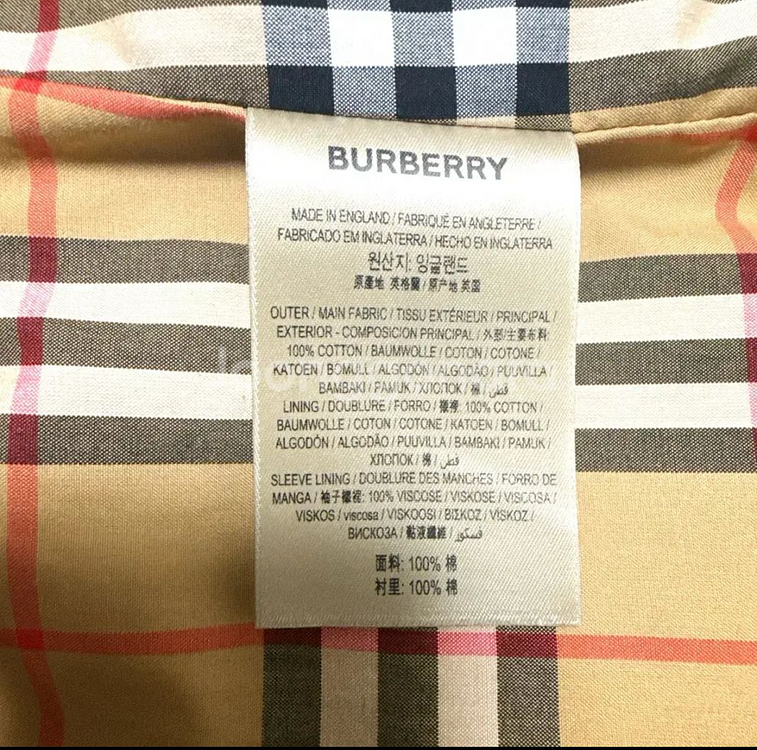 BURBERRY
MADE IN ENGLAND / FABRIQUÉ EN ANGLETERRE /
FABRICADO EM INGLATERRA / HECHO EN INGLATERRA
원산지: 잉글랜드
原產地 英格蘭 / 原产地 英国
OUTER / MAIN FABRIC / TISSU EXTÉRIEUR / PRINCIPAL /
EXTERIOR - COMPOSICION PRINCIPAL / 外部/主要布料:
100% COTTON / BAUMWOLLE / COTON / COTONE /
KATOEN / BOMULL / ALGODÓN / ALGODÃO / PUUVILLA /
BAMBAKI / PAMUK / ХЛОПОК / 棉 / قطن
LINING / DOUBLURE / FORRO / 襯裡: 100% COTTON /
BAUMWOLLE / COTON / COTONE / KATOEN / BOMULL /
ALGODÓN / ALGODÃO / PUUVILLA / BAMBAKI / PAMUK /
ХЛОПОК / 棉 / قطن
SLEEVE LINING / DOUBLURE DES MANCHES / FORRO DE
MANGA / 袖子襯裡: 100% VISCOSE / VISKOSE / VISCOSA /
VISKOS / viscosa / VISKOOSI / ΒΙΣΚΟΖ / VİSKOZ /
ВИСКОЗА / 黏液纖維 / فسكوز
面料: 100% 棉
衬里: 100% 棉